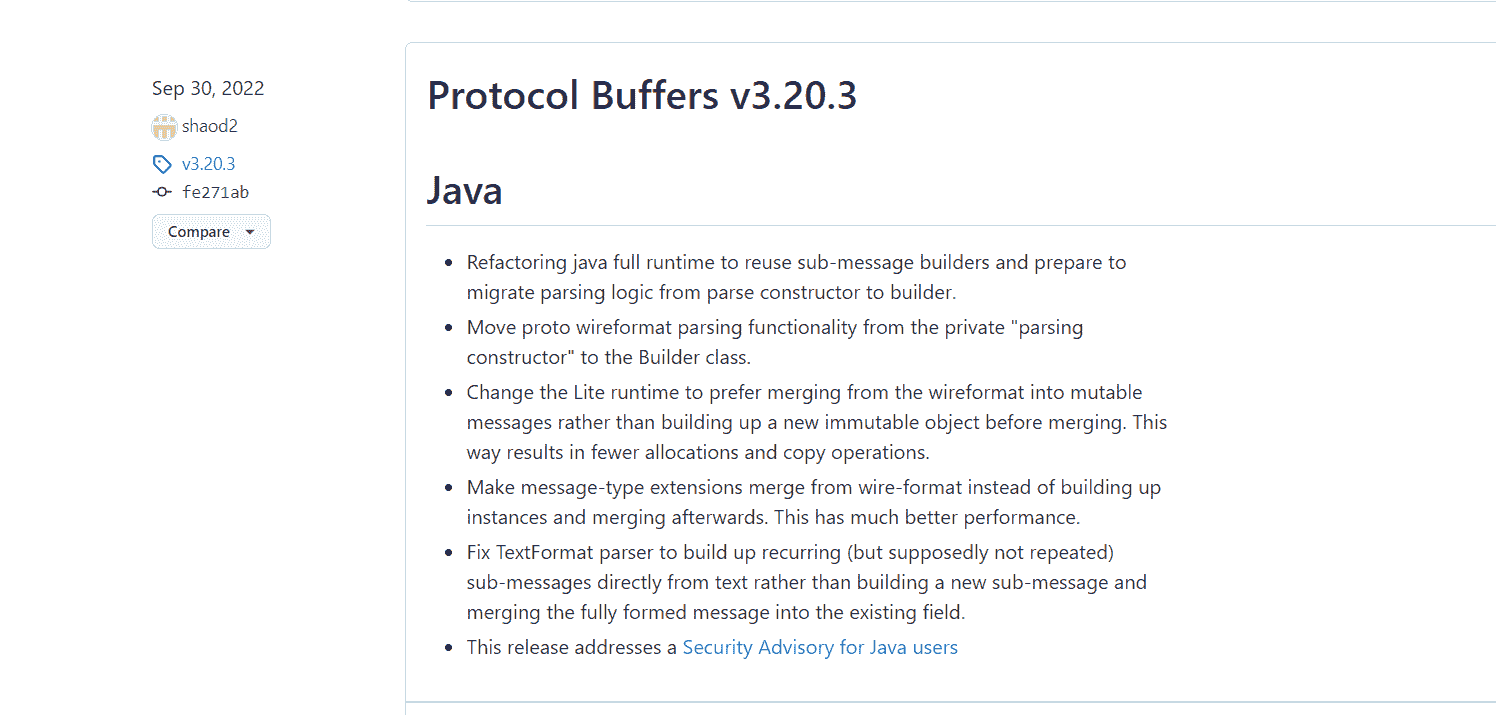 Sep 30, 2022
shaod2
v3.20.3
fe271ab
Compare
Protocol Buffers v3.20.3
Java
Refactoring java full runtime to reuse sub-message builders and prepare to
migrate parsing logic from parse constructor to builder.
Move proto wireformat parsing functionality from the private "parsing
constructor" to the Builder class.
Change the Lite runtime to prefer merging from the wireformat into mutable
messages rather than building up a new immutable object before merging. This
way results in fewer allocations and copy operations.
Make message-type extensions merge from wire-format instead of building up
instances and merging afterwards. This has much better performance.
Fix TextFormat parser to build up recurring (but supposedly not repeated)
sub-messages directly from text rather than building a new sub-message and
merging the fully formed message into the existing field.
This release addresses a Security Advisory for Java users